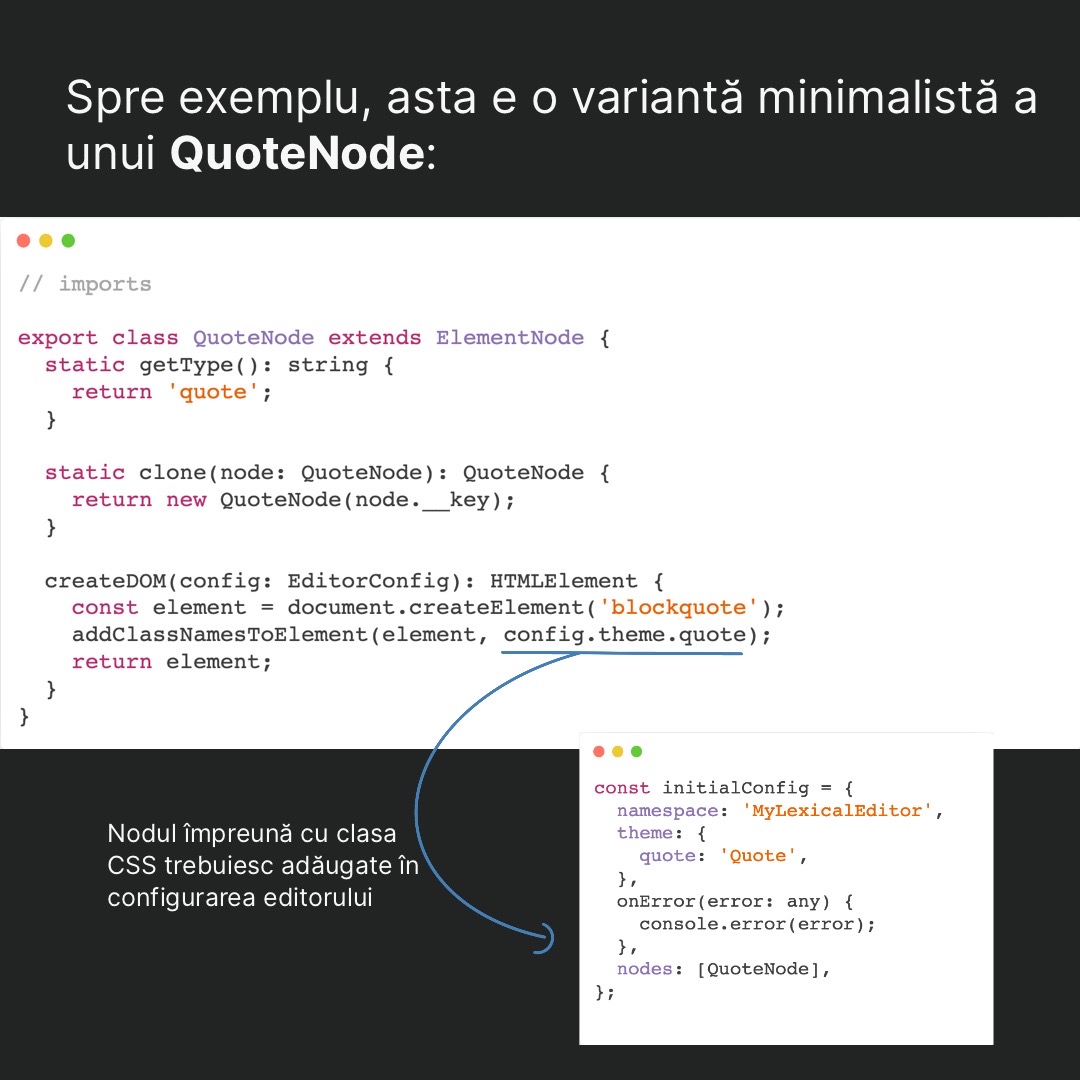 Spre exemplu, asta e o variantă minimalistă a
unui QuoteNode:
// imports
export class QuoteNode extends ElementNode {
  static getType(): string {
    return 'quote';
  }
  static clone(node: QuoteNode): QuoteNode {
    return new QuoteNode(node.__key);
  }
  createDOM(config: EditorConfig): HTMLElement {
    const element = document.createElement('blockquote');
    addClassNamesToElement(element, config.theme.quote);
    return element;
  }
}
Nodul împreună cu clasa
CSS trebuiesc adăugate în
configurarea editorului
const initialConfig = {
  namespace: 'MyLexicalEditor',
  theme: {
    quote: 'Quote',
  },
  onError(error: any) {
    console.error(error);
  },
  nodes: [QuoteNode],
};